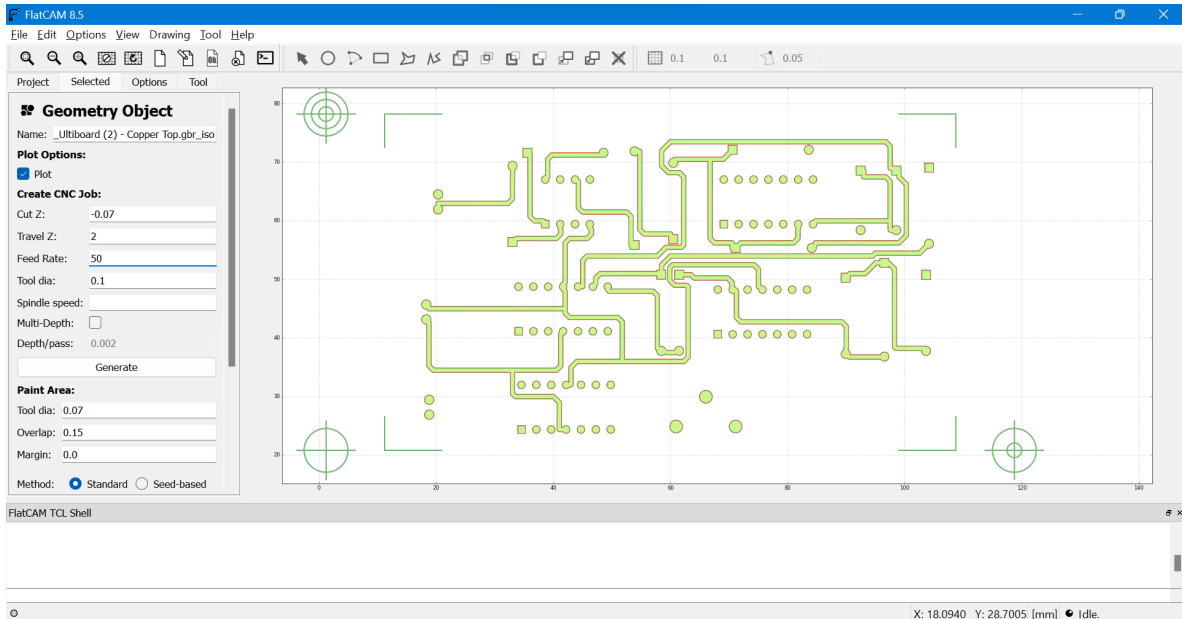 FlatCAM 8.5
File Edit Options View Drawing Tool Help
0.1 0.1 0.05
Project Selected Options Tool
Geometry Object
Name: _Ultiboard (2) - Copper Top.gbr_iso
Plot Options:
Plot
Create CNC Job:
Cut Z: -0.07
Travel Z: 2
Feed Rate: 50
Tool dia: 0.1
Spindle speed:
Multi-Depth:
Depth/pass: 0.002
Generate
Paint Area:
Tool dia: 0.07
Overlap: 0.15
Margin: 0.0
Method: Standard Seed-based
80
70
60
50
40
30
20
0 20 40 60 80 100 120 140
FlatCAM TCL Shell
X: 18.0940 Y: 28.7005 [mm] Idle.